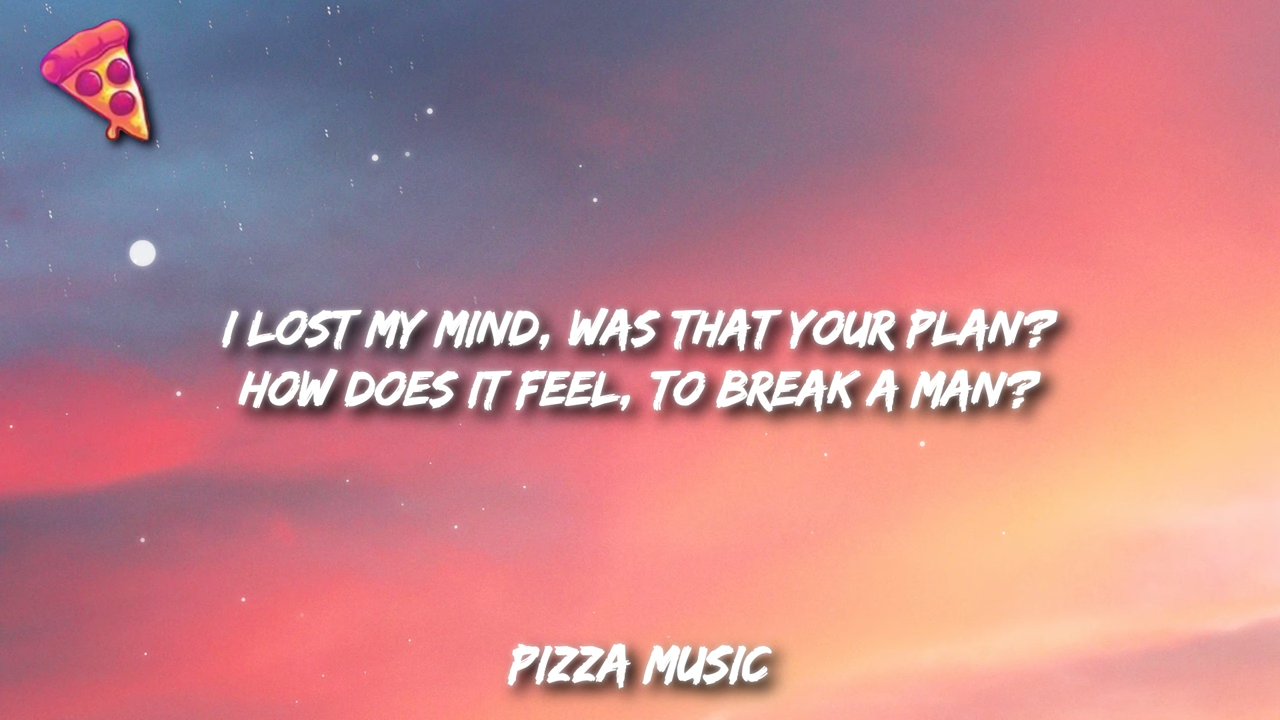 I LOST MY MIND, WAS THAT YOUR PLAN?
HOW DOES IT FEEL, TO BREAK A MAN?
PIZZA MUSIC